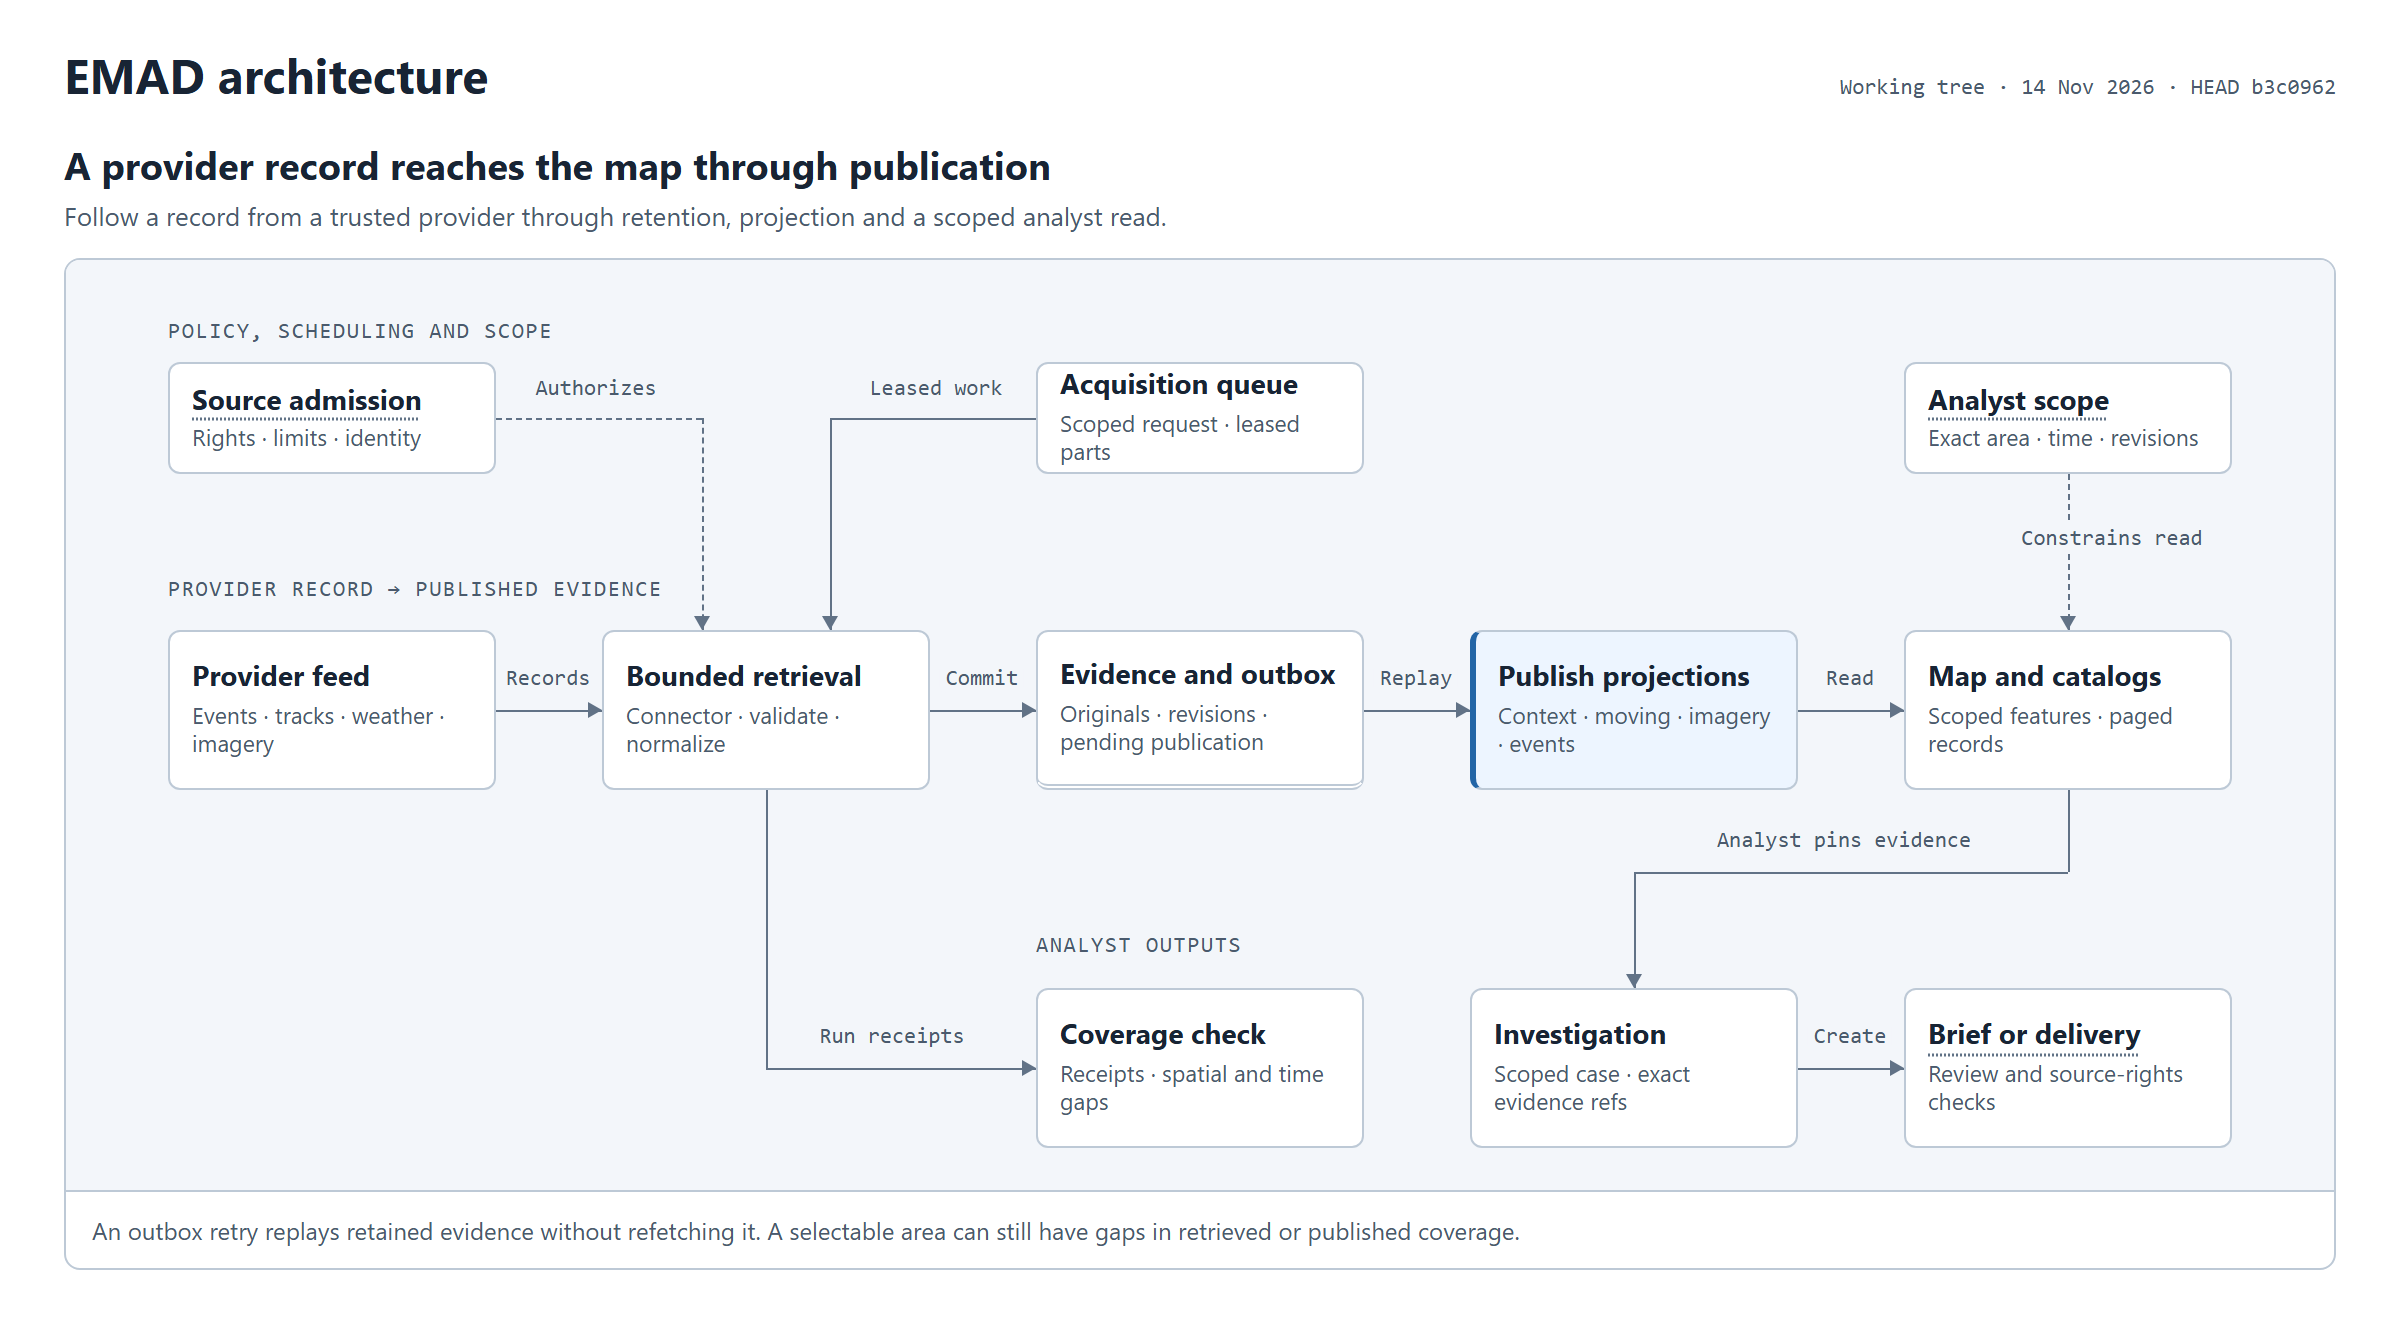 EMAD architecture
Working tree · 14 Nov 2026 · HEAD b3c0962
A provider record reaches the map through publication
Follow a record from a trusted provider through retention, projection and a scoped analyst read.
POLICY, SCHEDULING AND SCOPE
Source admission
Rights · limits · identity
Authorizes
Leased work
Acquisition queue
Scoped request · leased
parts
Analyst scope
Exact area · time · revisions
Constrains read
PROVIDER RECORD → PUBLISHED EVIDENCE
Provider feed
Events · tracks · weather ·
imagery
Records
Bounded retrieval
Connector · validate ·
normalize
Commit
Evidence and outbox
Originals · revisions ·
pending publication
Replay
Publish projections
Context · moving · imagery
· events
Read
Map and catalogs
Scoped features · paged
records
Analyst pins evidence
ANALYST OUTPUTS
Run receipts
Coverage check
Receipts · spatial and time
gaps
Investigation
Scoped case · exact
evidence refs
Create
Brief or delivery
Review and source-rights
checks
An outbox retry replays retained evidence without refetching it. A selectable area can still have gaps in retrieved or published coverage.